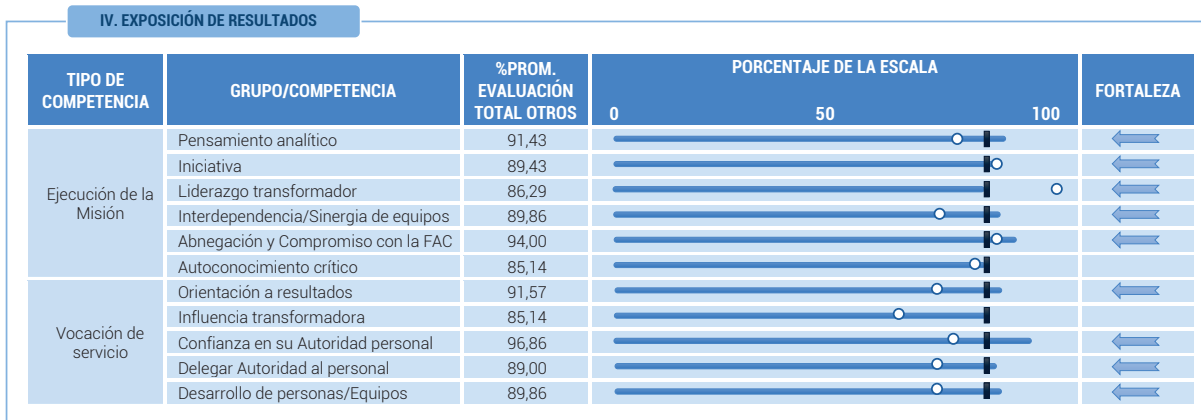 IV. EXPOSICIÓN DE RESULTADOS
TIPO DE COMPETENCIA GRUPO/COMPETENCIA %PROM. EVALUACIÓN TOTAL OTROS PORCENTAJE DE LA ESCALA FORTALEZA
0 50 100
Ejecución de la Misión
Pensamiento analítico 91,43
Iniciativa 89,43
Liderazgo transformador 86,29
Interdependencia/Sinergia de equipos 89,86
Abnegación y Compromiso con la FAC 94,00
Autoconocimiento crítico 85,14
Vocación de servicio
Orientación a resultados 91,57
Influencia transformadora 85,14
Confianza en su Autoridad personal 96,86
Delegar Autoridad al personal 89,00
Desarrollo de personas/Equipos 89,86